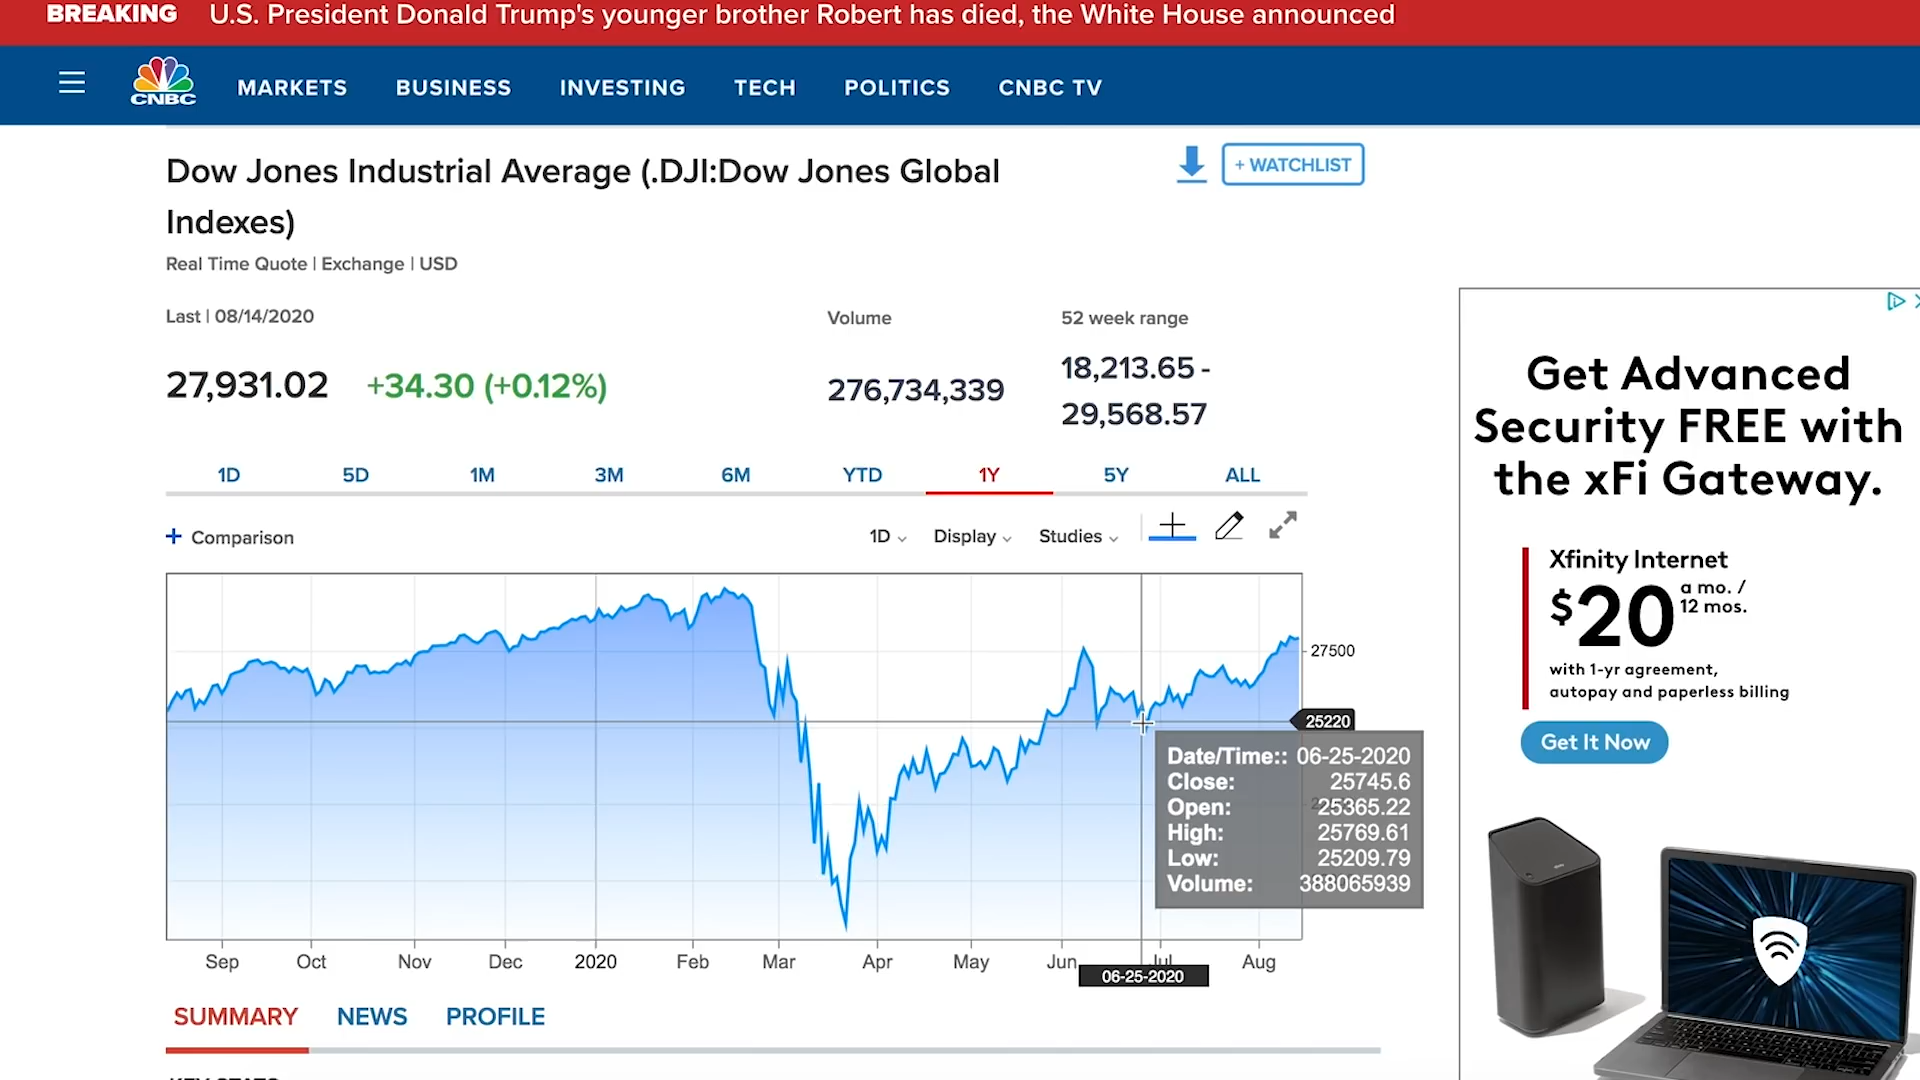 BREAKING U.S. President Donald Trump's younger brother Robert has died, the White House announced
CNBC MARKETS BUSINESS INVESTING TECH POLITICS CNBC TV
Dow Jones Industrial Average (.DJI:Dow Jones Global
Indexes)
+ WATCHLIST
Real Time Quote | Exchange | USD
Last | 08/14/2020
Volume
52 week range
27,931.02 +34.30 (+0.12%)
276,734,339
18,213.65 -
29,568.57
1D 5D 1M 3M 6M YTD 1Y 5Y ALL
+ Comparison
1D Display Studies
27500
25220
Date/Time:: 06-25-2020
Close: 25745.6
Open: 25365.22
High: 25769.61
Low: 25209.79
Volume: 388065939
Sep Oct Nov Dec 2020 Feb Mar Apr May Jun Jul Aug
06-25-2020
SUMMARY NEWS PROFILE
KEY STATS
Get Advanced
Security FREE with
the xFi Gateway.
Xfinity Internet
$20 a mo. /
12 mos.
with 1-yr agreement,
autopay and paperless billing
Get It Now